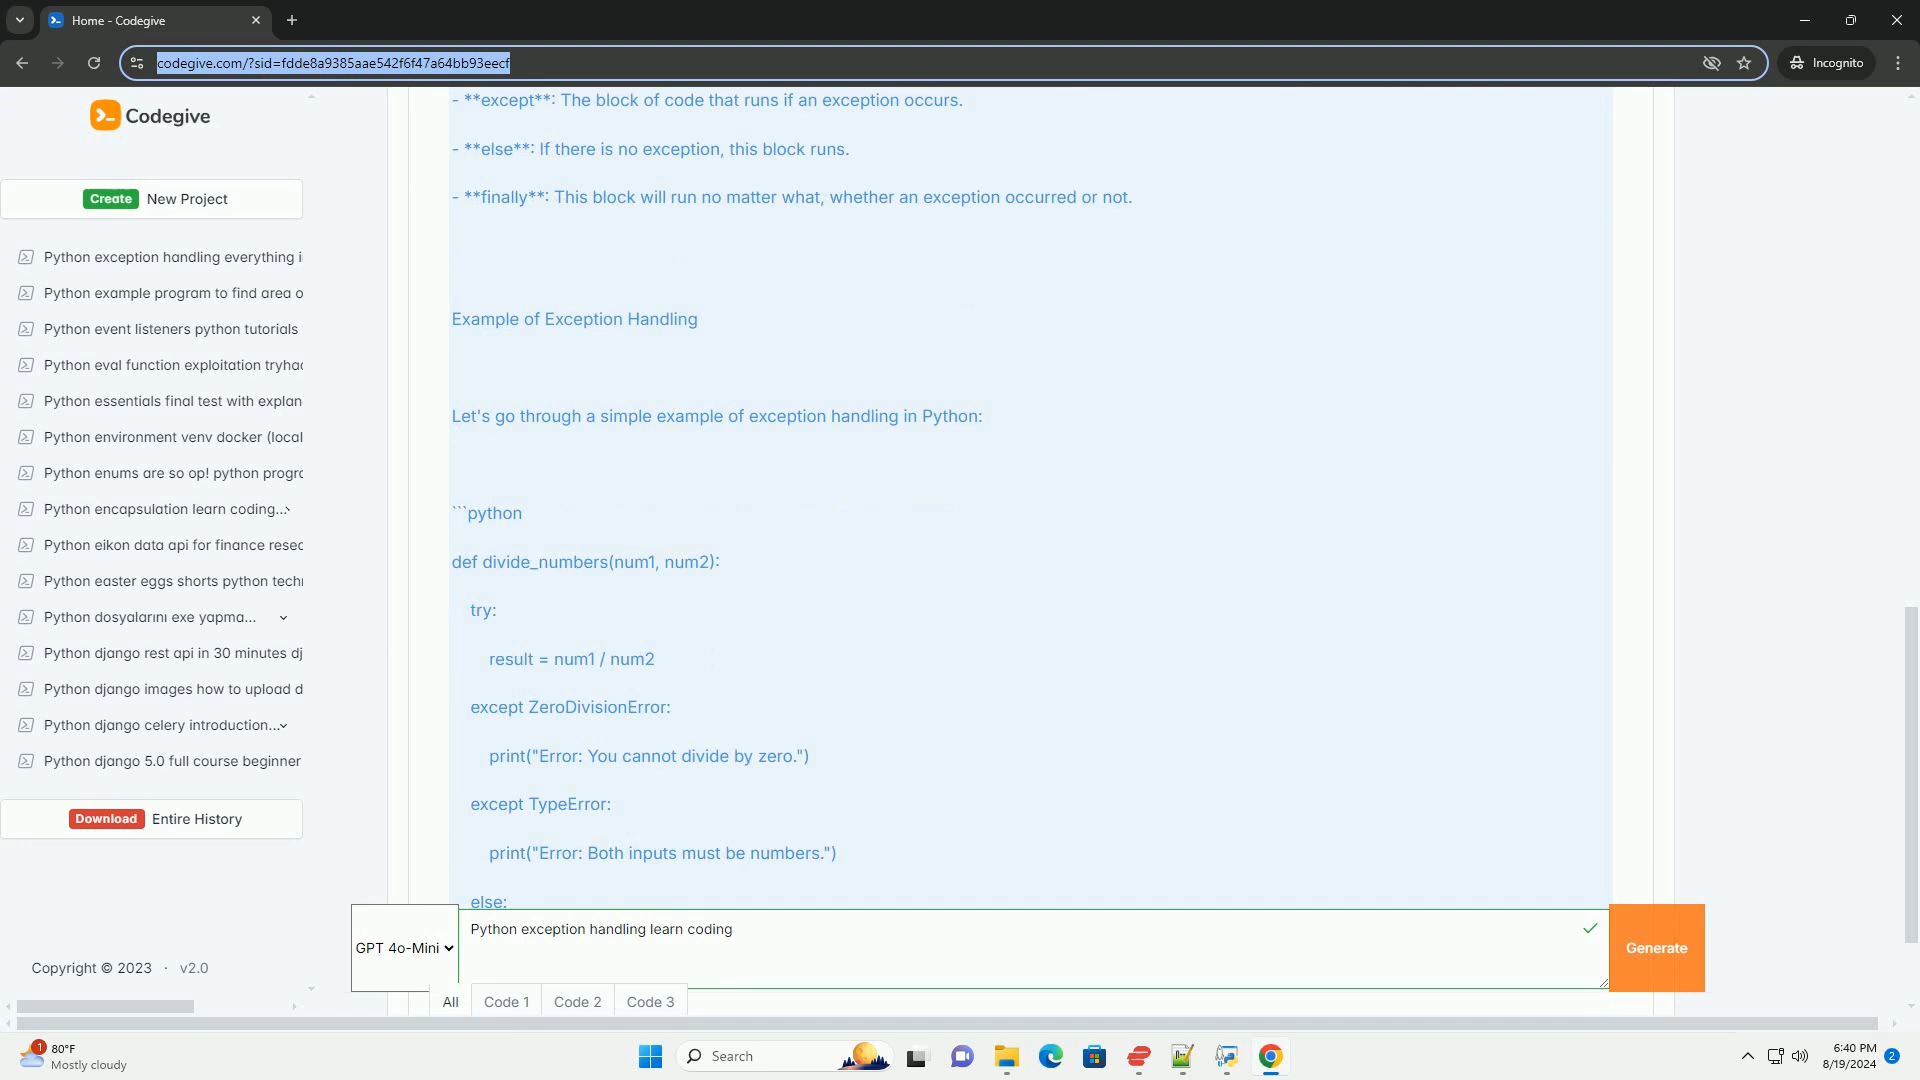 Home - Codegive
codegive.com/?sid=fdde8a9385aae542f6f47a64bb93eecf
Incognito
Codegive
Create New Project
Python exception handling everything i
Python example program to find area o
Python event listeners python tutorials
Python eval function exploitation tryhac
Python essentials final test with explan
Python environment venv docker (local
Python enums are so op! python progra
Python encapsulation learn coding...
Python eikon data api for finance resea
Python easter eggs shorts python techn
Python dosyalarını exe yapma...
Python django rest api in 30 minutes dj
Python django images how to upload d
Python django celery introduction...
Python django 5.0 full course beginner
Download Entire History
Copyright © 2023 · v2.0
- **except**: The block of code that runs if an exception occurs.
- **else**: If there is no exception, this block runs.
- **finally**: This block will run no matter what, whether an exception occurred or not.
Example of Exception Handling
Let's go through a simple example of exception handling in Python:
```python
def divide_numbers(num1, num2):
try:
result = num1 / num2
except ZeroDivisionError:
print("Error: You cannot divide by zero.")
except TypeError:
print("Error: Both inputs must be numbers.")
else:
GPT 4o-Mini
Python exception handling learn coding
Generate
All Code 1 Code 2 Code 3
1
80°F
Mostly cloudy
Search
6:40 PM
8/19/2024
2